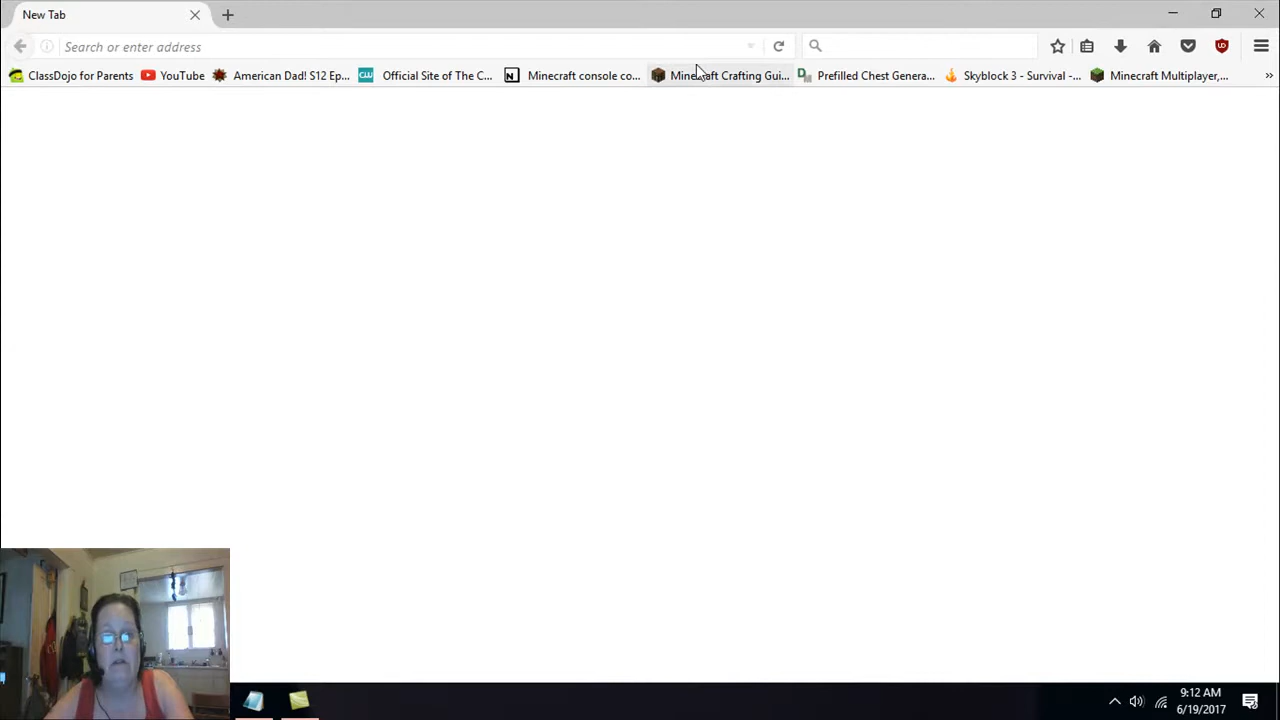 New Tab
Search or enter address
ClassDojo for Parents YouTube American Dad! S12 Ep... CW Official Site of The C... N Minecraft console co... Minecraft Crafting Gui... Prefilled Chest Genera... Skyblock 3 - Survival -... Minecraft Multiplayer,... »
9:12 AM
6/19/2017